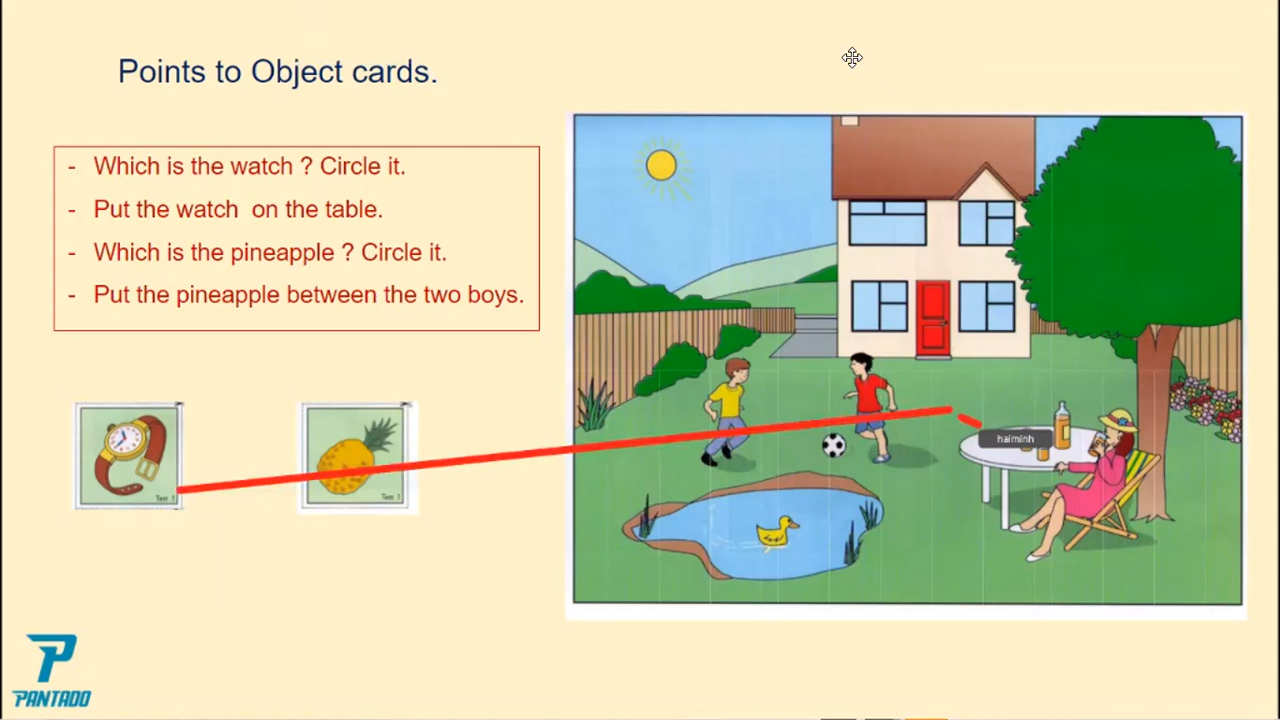 Points to Object cards.
- Which is the watch ? Circle it.
- Put the watch on the table.
- Which is the pineapple ? Circle it.
- Put the pineapple between the two boys.
Test 1
Test 1
haiminh
PANTADO